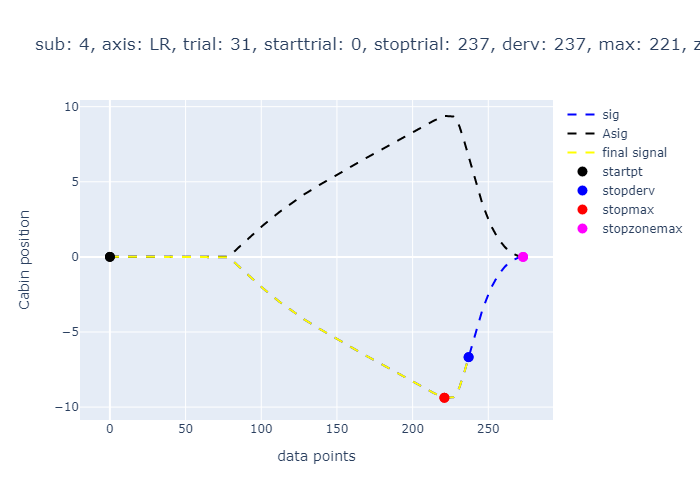 sub: 4, axis: LR, trial: 31, starttrial: 0, stoptrial: 237, derv: 237, max: 221, z
10
5
0
−5
−10
0
50
100
150
200
250
Cabin position
data points
sig
Asig
final signal
startpt
stopderv
stopmax
stopzonemax